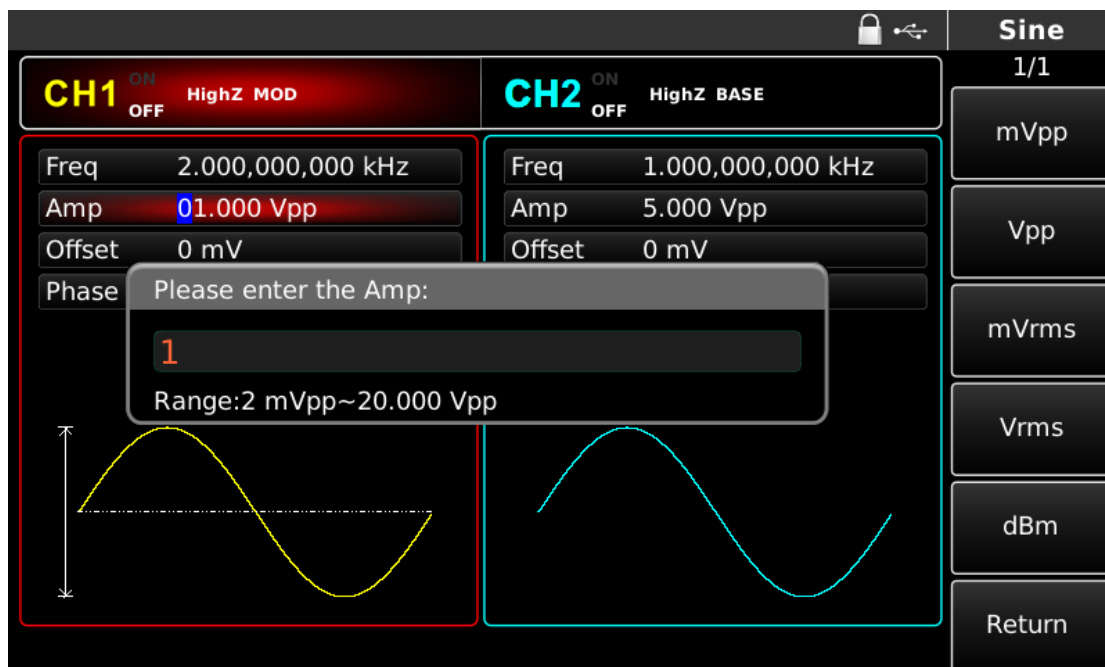 Sine
1/1
CH1 ON OFF HighZ MOD
CH2 ON OFF HighZ BASE
Freq 2.000,000,000 kHz
Amp 01.000 Vpp
Offset 0 mV
Phase
Freq 1.000,000,000 kHz
Amp 5.000 Vpp
Offset 0 mV
Please enter the Amp:
1
Range:2 mVpp~20.000 Vpp
mVpp
Vpp
mVrms
Vrms
dBm
Return